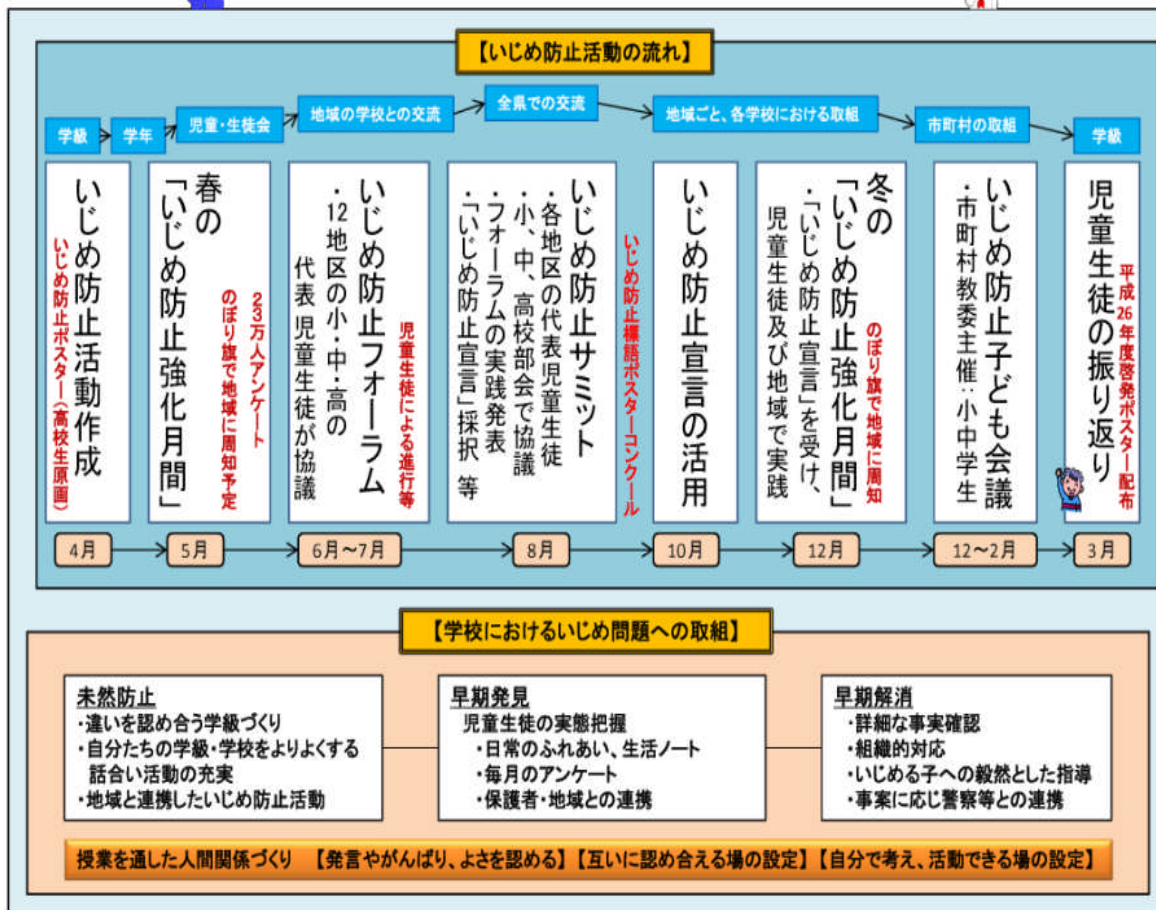 【いじめ防止活動の流れ】
学級
学年
児童・生徒会
地域の学校との交流
全県での交流
地域ごと、各学校における取組
市町村の取組
学級
いじめ防止活動作成
いじめ防止ポスター(高校生原画)
春の
「いじめ防止強化月間」
23万人アンケート
のぼり旗で地域に周知予定
いじめ防止フォーラム
・12地区の小・中・高の
代表児童生徒が協議
児童生徒による進行等
いじめ防止サミット
・各地区の代表児童生徒
小、中、高校部会で協議
・フォーラムの実践発表
・「いじめ防止宣言」採択 等
いじめ防止標語ポスターコンクール
いじめ防止宣言の活用
冬の
「いじめ防止強化月間」
・「いじめ防止宣言」を受け、
児童生徒及び地域で実践
のぼり旗で地域に周知
いじめ防止子ども会議
・市町村教委主催:小中学生
平成26年度啓発ポスター配布
児童生徒の振り返り
4月
5月
6月~7月
8月
10月
12月
12~2月
3月
【学校におけるいじめ問題への取組】
未然防止
・違いを認め合う学級づくり
・自分たちの学級・学校をよりよくする
話合い活動の充実
・地域と連携したいじめ防止活動
早期発見
児童生徒の実態把握
・日常のふれあい、生活ノート
・毎月のアンケート
・保護者・地域との連携
早期解消
・詳細な事実確認
・組織的対応
・いじめる子への毅然とした指導
・事案に応じ警察等との連携
授業を通した人間関係づくり 【発言やがんばり、よさを認める】【互いに認め合える場の設定】【自分で考え、活動できる場の設定】